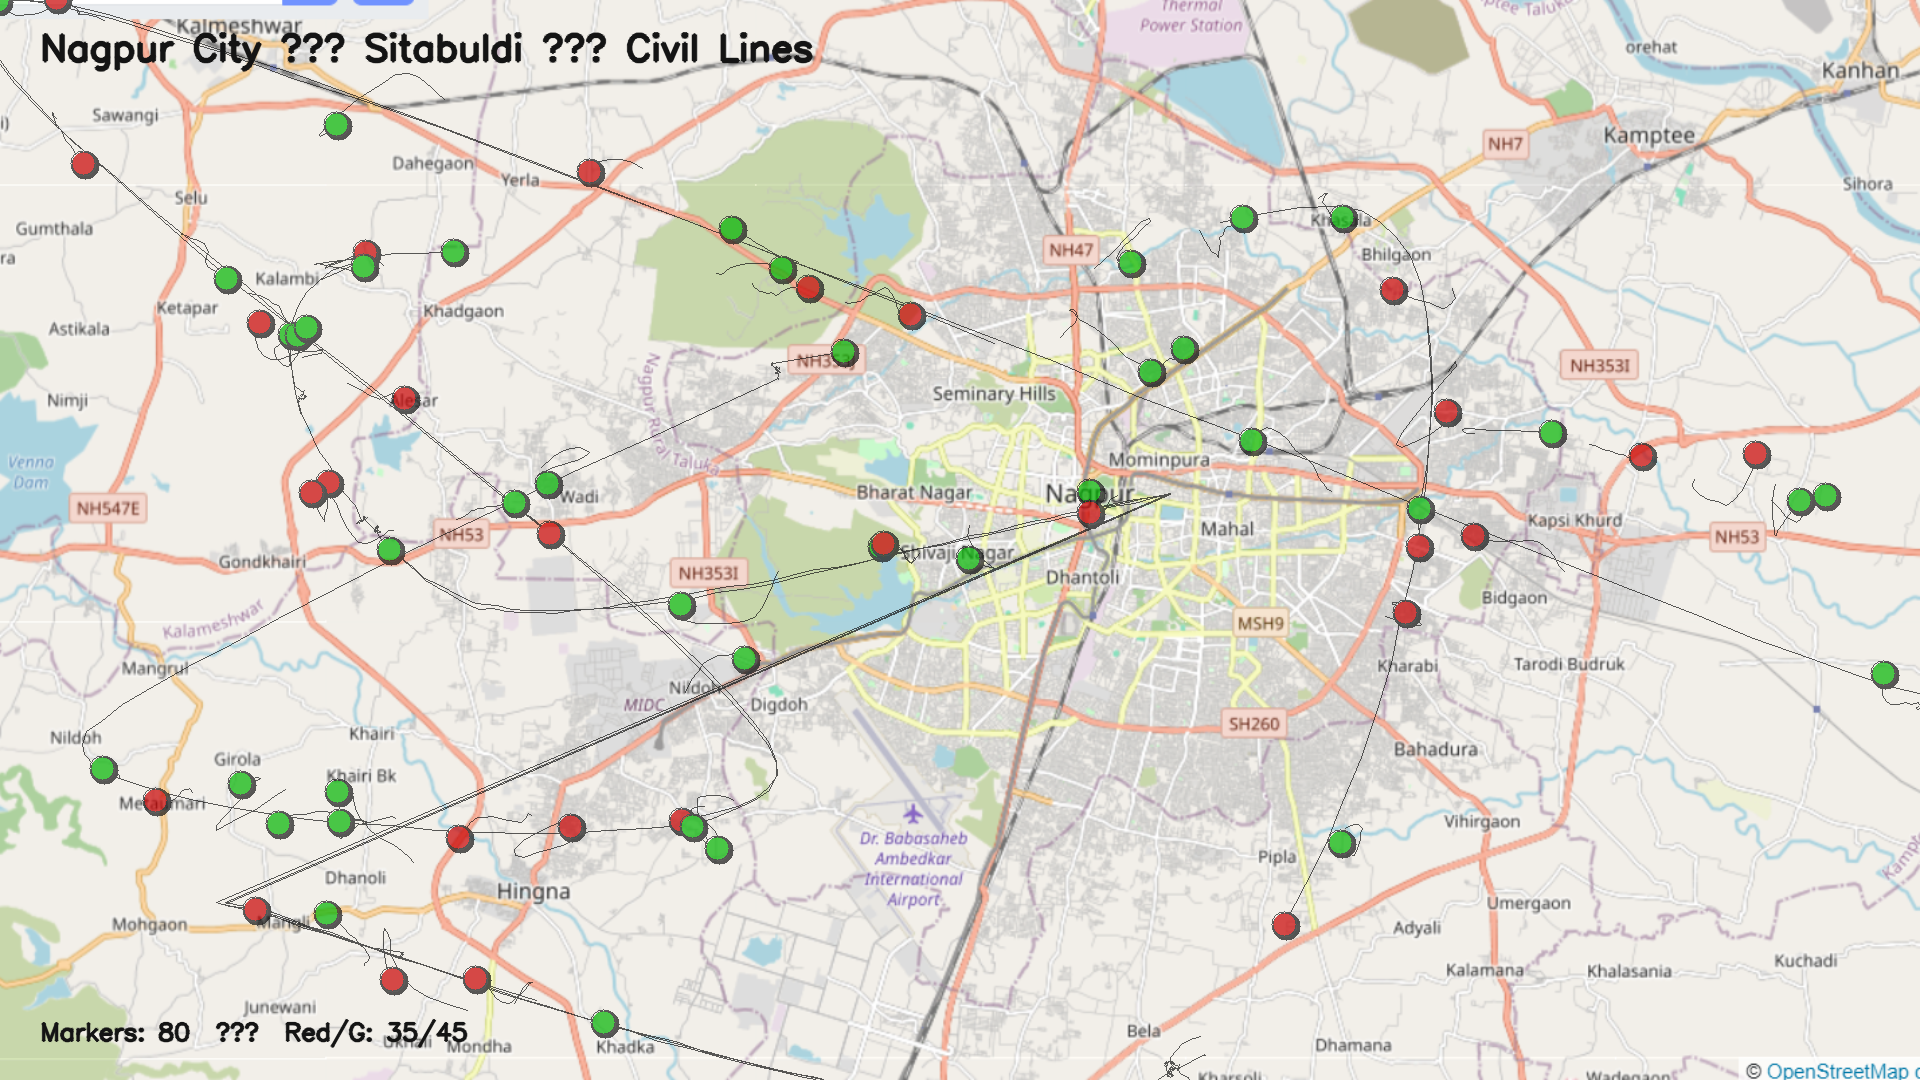 Kalmeshwar
Nagpur City ??? Sitabuldi ??? Civil Lines
Thermal
Power Station
orehat
Kanhan
Sawangi
Kamptee
NH7
Dahegaon
Yerla
Sihora
Selu
Gumthala
Khasala
NH47
Bhilgaon
Kalambi
Ketapar
Khadgaon
Astikala
NH353I
Seminary Hills
Nimji
Nagpur Rural Taluka
Mominpura
Venna
Dam
Wadi
Bharat Nagar
Nagpur
NH547E
NH53
Mahal
Kapsi Khurd
NH53
Shivaji Nagar
Gondkhairi
NH353I
Dhantoli
Bidgaon
Kalameshwar
MSH9
Mangrul
Kharabi
Tarodi Budruk
Nildoh
MIDC
Digdoh
SH260
Nildoh
Khairi
Bahadura
Girola
Khairi Bk
Metaumari
Vihirgaon
Dr. Babasaheb
Ambedkar
International
Airport
Pipla
Dhanoli
Hingna
Umergaon
Mohgaon
Mangli
Adyali
Kalamana
Khalasania
Kuchadi
Junewani
Markers: 80 ??? Red/G: 35/45
Mondha
Khadka
Bela
Dhamana
Kharsoli
Wadegaon
© OpenStreetMap c